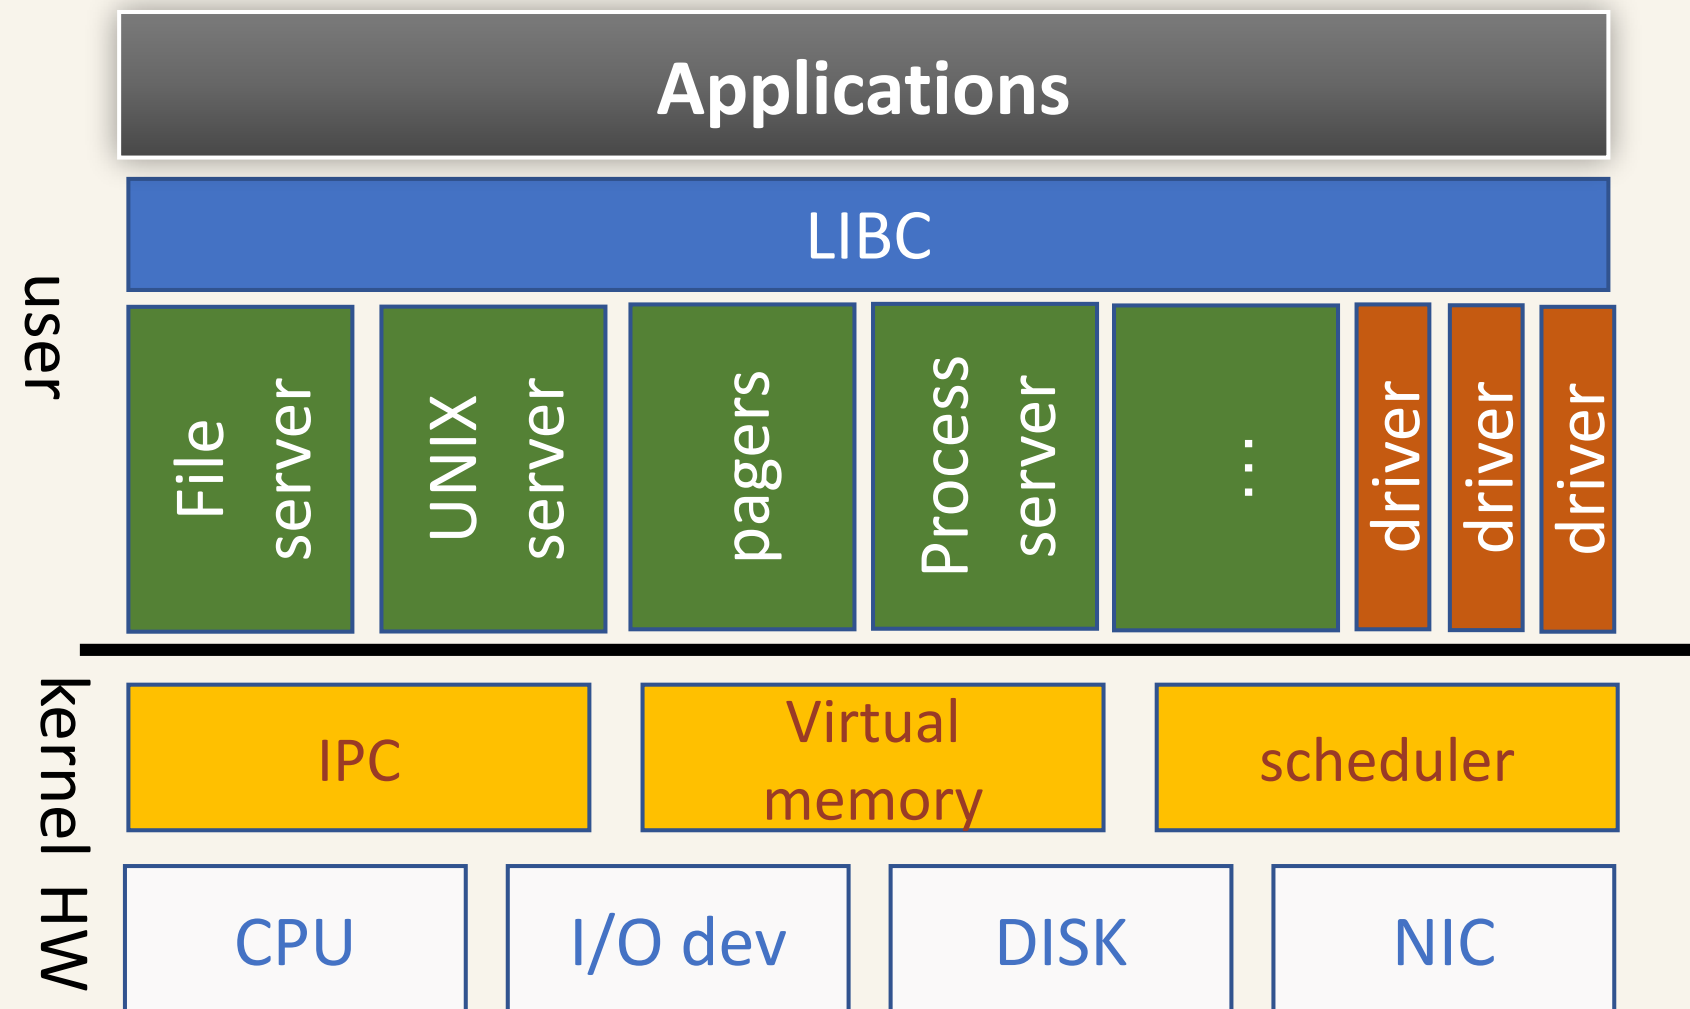 Applications
LIBC
user
File
server
UNIX
server
pagers
Process
server
...
driver
driver
driver
kernel
IPC
Virtual
memory
scheduler
HW
CPU
I/O dev
DISK
NIC